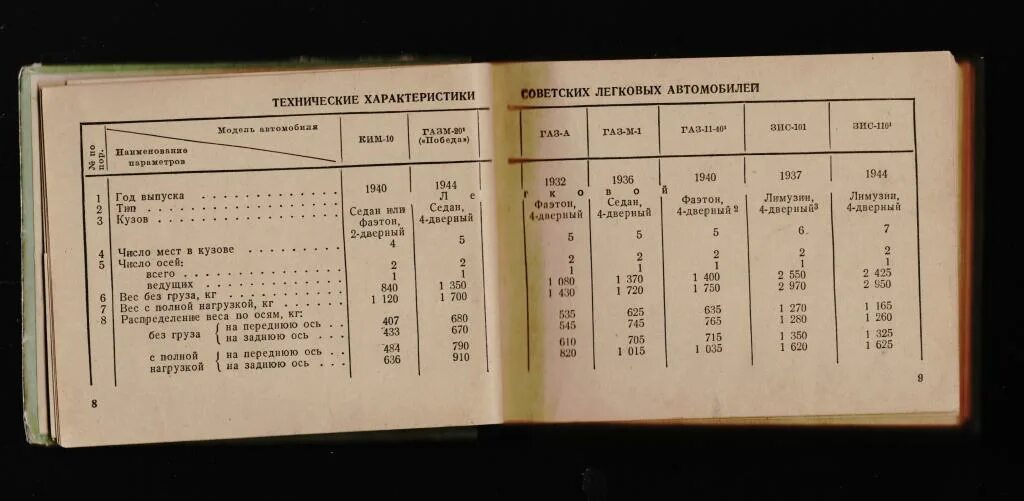 ТЕХНИЧЕСКИЕ ХАРАКТЕРИСТИКИ
№ по пор.
Модель автомобиля
Наименование параметров
КИМ-10
ГАЗМ-20¹ («Победа»)
1 Год выпуска 1940 1944
2 Тип Ле
3 Кузов Седан или фаэтон, 2-дверный Седан, 4-дверный
4 Число мест в кузове 4 5
5 Число осей:
всего 2 2
ведущих 1 1
6 Вес без груза, кг 840 1 350
7 Вес с полной нагрузкой, кг 1 120 1 700
8 Распределение веса по осям, кг:
без груза { на переднюю ось 407 680
на заднюю ось 433 670
с полной нагрузкой { на переднюю ось 484 790
на заднюю ось 636 910
8
СОВЕТСКИХ ЛЕГКОВЫХ АВТОМОБИЛЕЙ
ГАЗ-А ГАЗ-М-1 ГАЗ-11-40¹ ЗИС-101 ЗИС-110¹
1932 1936 1940 1937 1944
гковой
Фаэтон, Седан, Фаэтон, Лимузин, Лимузин,
4-дверный 4-дверный 4-дверный² 4-дверный³ 4-дверный
5 5 5 6 7
2 2 2 2 2
1 1 1 1 1
1 080 1 370 1 400 2 550 2 425
1 430 1 720 1 750 2 970 2 950
535 625 635 1 270 1 165
545 745 765 1 280 1 260
610 705 715 1 350 1 325
820 1 015 1 035 1 620 1 625
9